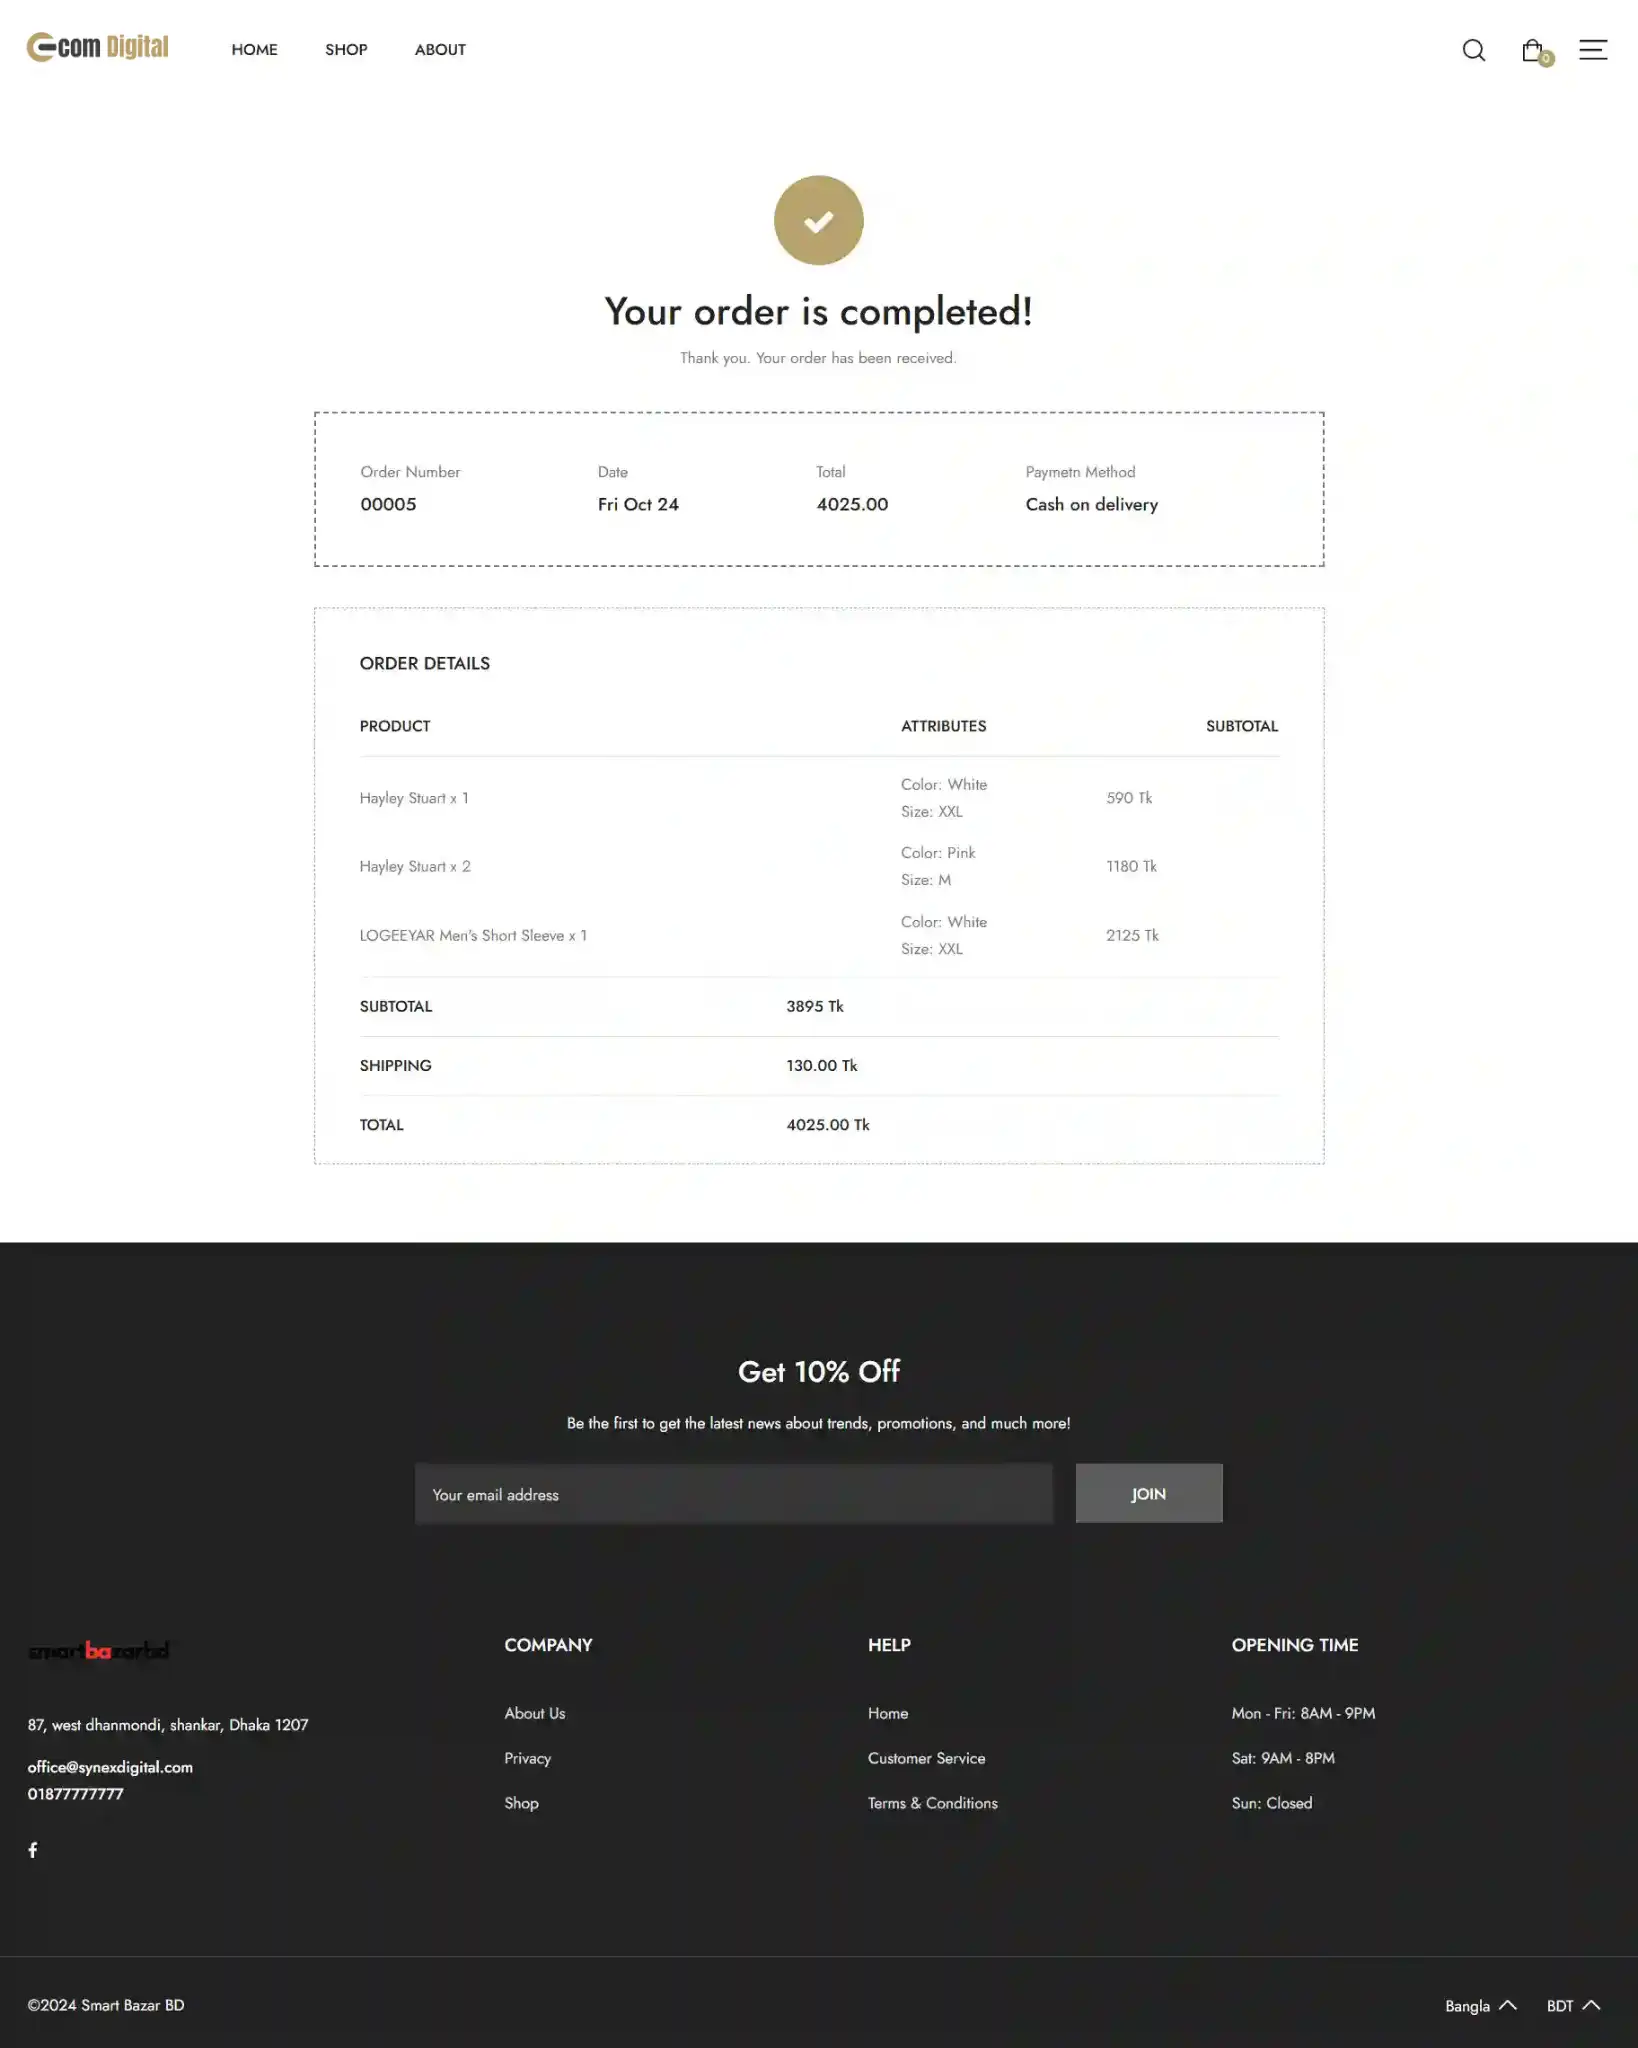 com Digital
HOME SHOP ABOUT
0
Your order is completed!
Thank you. Your order has been received.
Order Number Date Total Paymetn Method
00005 Fri Oct 24 4025.00 Cash on delivery
ORDER DETAILS
PRODUCT ATTRIBUTES SUBTOTAL
Hayley Stuart x 1 Color: White 590 Tk
Size: XXL
Hayley Stuart x 2 Color: Pink 1180 Tk
Size: M
LOGEEYAR Men's Short Sleeve x 1 Color: White 2125 Tk
Size: XXL
SUBTOTAL 3895 Tk
SHIPPING 130.00 Tk
TOTAL 4025.00 Tk
Get 10% Off
Be the first to get the latest news about trends, promotions, and much more!
Your email address JOIN
smartbazarbd
87, west dhanmondi, shankar, Dhaka 1207
office@synexdigital.com
01877777777
COMPANY
About Us
Privacy
Shop
HELP
Home
Customer Service
Terms & Conditions
OPENING TIME
Mon - Fri: 8AM - 9PM
Sat: 9AM - 8PM
Sun: Closed
©2024 Smart Bazar BD Bangla BDT